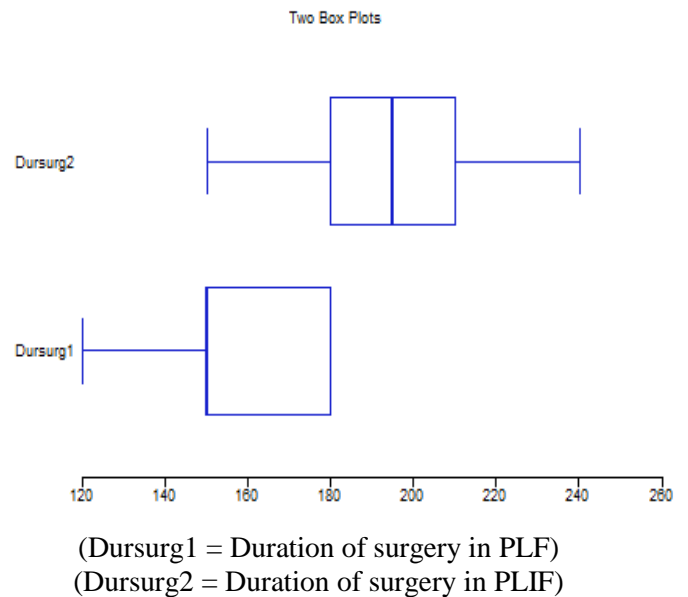 Two Box Plots
Dursurg2
Dursurg1
120 140 160 180 200 220 240 260
(Dursurg1 = Duration of surgery in PLF)
(Dursurg2 = Duration of surgery in PLIF)